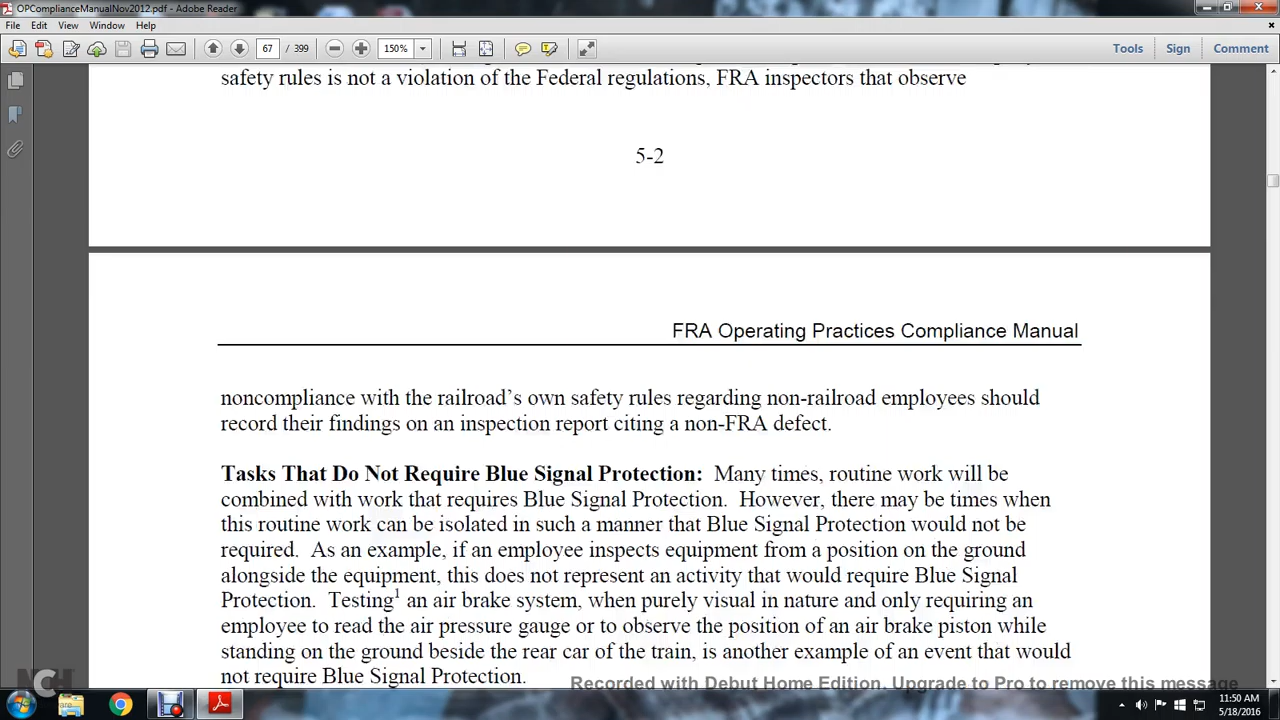 OPComplianceManualNov2012.pdf - Adobe Reader
File Edit View Window Help
67 / 399 150% Tools Sign Comment
safety rules is not a violation of the Federal regulations, FRA inspectors that observe
5-2
FRA Operating Practices Compliance Manual
noncompliance with the railroad's own safety rules regarding non-railroad employees should
record their findings on an inspection report citing a non-FRA defect.
Tasks That Do Not Require Blue Signal Protection: Many times, routine work will be
combined with work that requires Blue Signal Protection. However, there may be times when
this routine work can be isolated in such a manner that Blue Signal Protection would not be
required. As an example, if an employee inspects equipment from a position on the ground
alongside the equipment, this does not represent an activity that would require Blue Signal
Protection. Testing1 an air brake system, when purely visual in nature and only requiring an
employee to read the air pressure gauge or to observe the position of an air brake piston while
standing on the ground beside the rear car of the train, is another example of an event that would
not require Blue Signal Protection.
Recorded with Debut Home Edition. Upgrade to Pro to remove this message
NCH
11:50 AM
5/18/2016